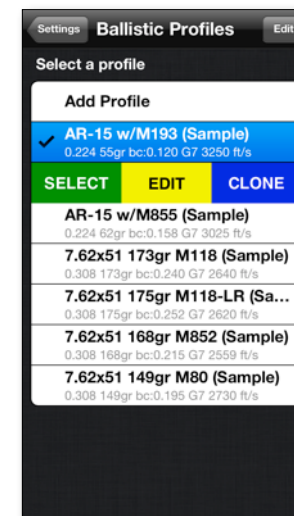 Settings Ballistic Profiles Edit
Select a profile
Add Profile
AR-15 w/M193 (Sample)
0.224 55gr bc:0.120 G7 3250 ft/s
SELECT EDIT CLONE
AR-15 w/M855 (Sample)
0.224 62gr bc:0.158 G7 3025 ft/s
7.62x51 173gr M118 (Sample)
0.308 173gr bc:0.240 G7 2640 ft/s
7.62x51 175gr M118-LR (Sa...
0.308 175gr bc:0.252 G7 2620 ft/s
7.62x51 168gr M852 (Sample)
0.308 168gr bc:0.215 G7 2559 ft/s
7.62x51 149gr M80 (Sample)
0.308 149gr bc:0.195 G7 2730 ft/s